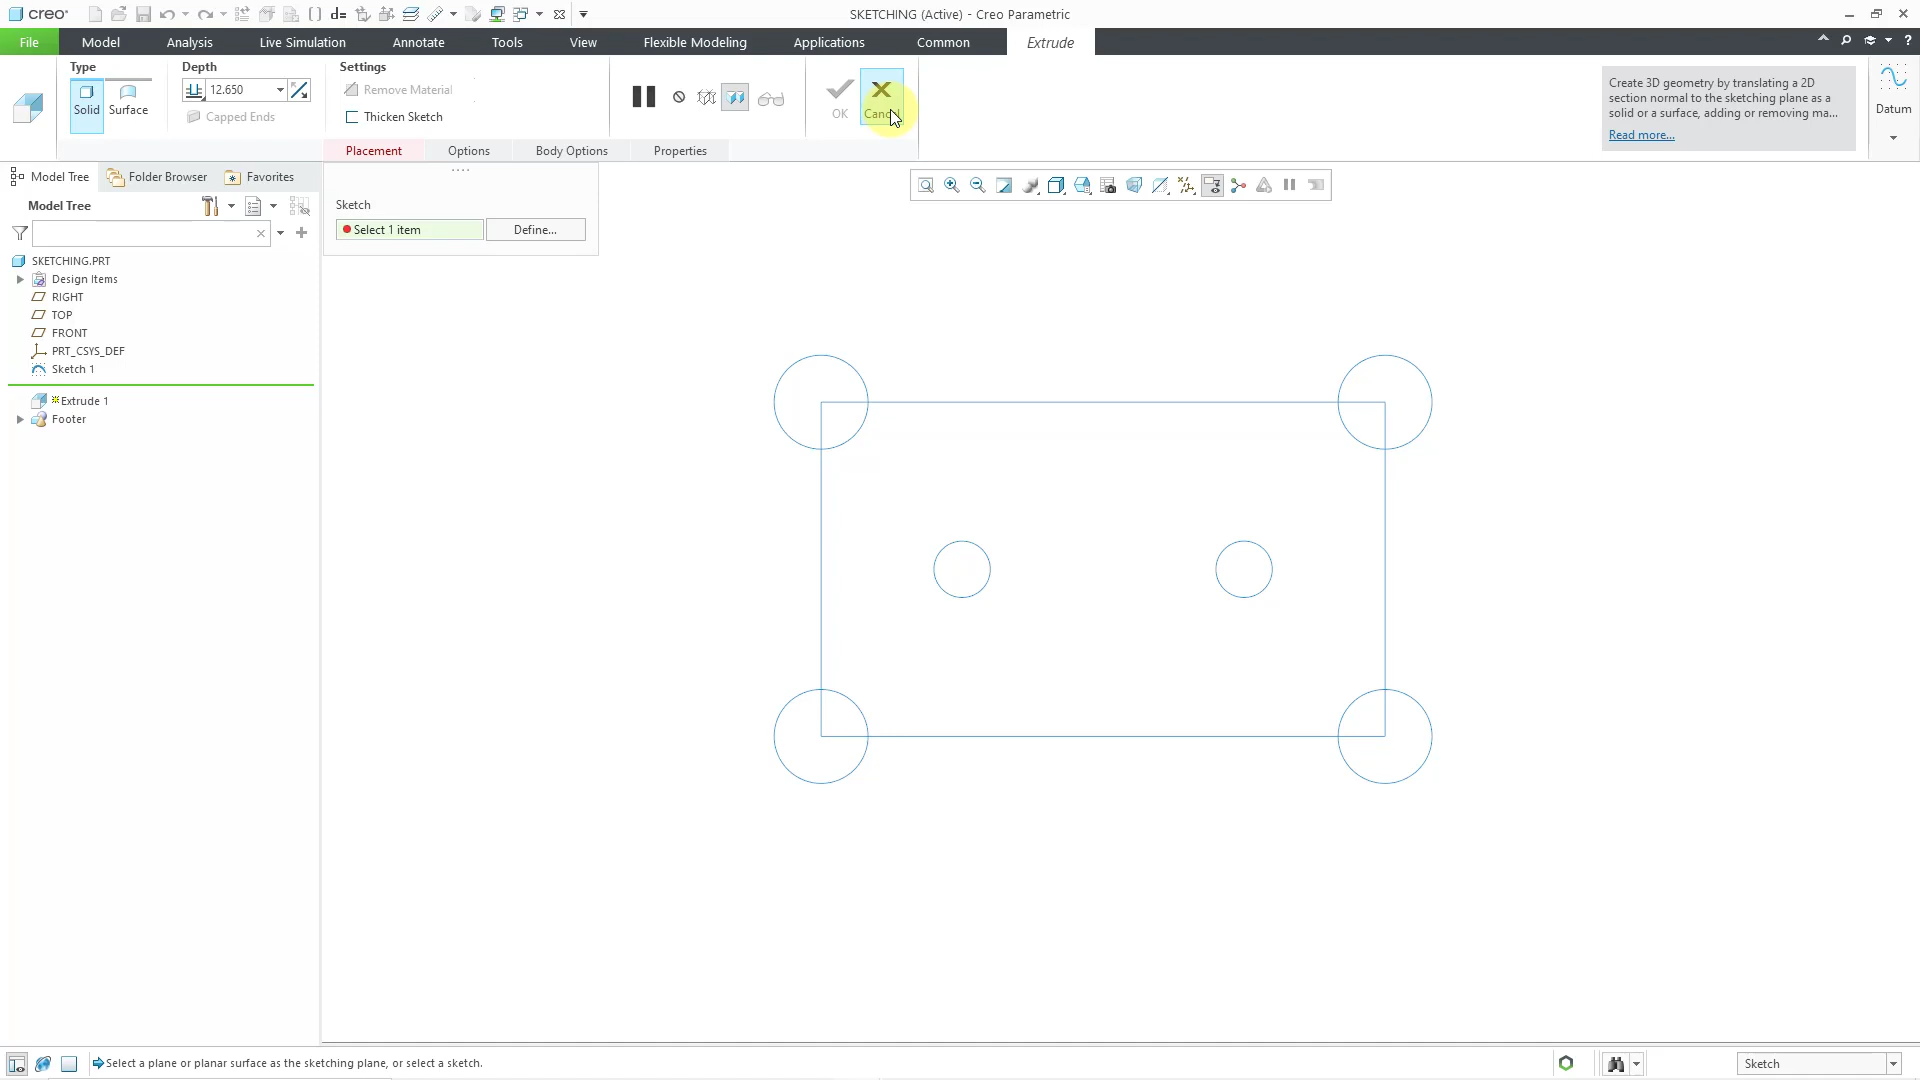 creo
SKETCHING (Active) - Creo Parametric
File
Model
Analysis
Live Simulation
Annotate
Tools
View
Flexible Modeling
Applications
Common
Extrude
Type
Depth
Settings
Solid
Surface
12.650
Capped Ends
Remove Material
Thicken Sketch
OK
Create 3D geometry by translating a 2D
section normal to the sketching plane as a
solid or a surface, adding or removing ma...
Read more...
Datum
Placement
Options
Body Options
Properties
Model Tree
Folder Browser
Favorites
Model Tree
Sketch
Select 1 item
Define...
SKETCHING.PRT
Design Items
RIGHT
TOP
FRONT
PRT_CSYS_DEF
Sketch 1
Extrude 1
Footer
Select a plane or planar surface as the sketching plane, or select a sketch.
Sketch